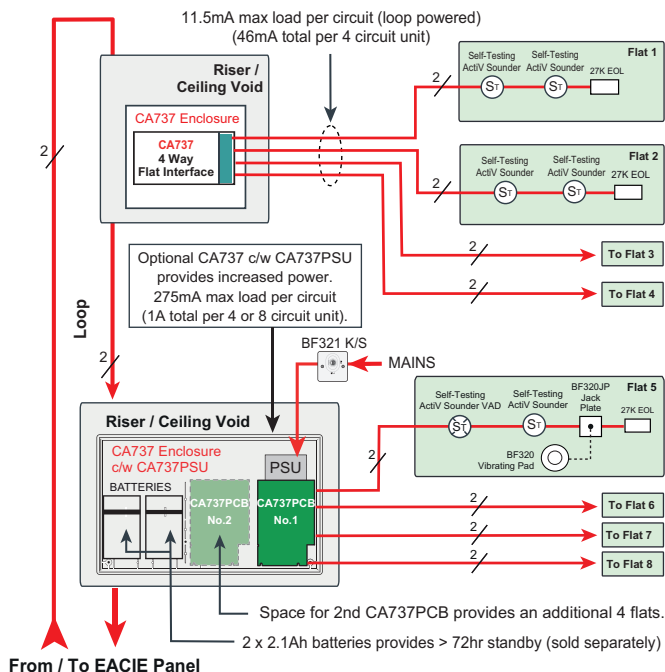 11.5mA max load per circuit (loop powered)
(46mA total per 4 circuit unit)
Riser /
Ceiling Void
CA737 Enclosure
CA737
4 Way
Flat Interface
2
2
Flat 1
Self-Testing
ActiV Sounder
Self-Testing
ActiV Sounder
27K EOL
ST
ST
2
Flat 2
Self-Testing
ActiV Sounder
Self-Testing
ActiV Sounder
27K EOL
ST
ST
2
To Flat 3
2
To Flat 4
Optional CA737 c/w CA737PSU
provides increased power.
275mA max load per circuit
(1A total per 4 or 8 circuit unit).
Loop
2
BF321 K/S
MAINS
Riser / Ceiling Void
CA737 Enclosure
c/w CA737PSU
BATTERIES
PSU
CA737PCB
No.2
CA737PCB
No.1
2
Flat 5
Self-Testing
ActiV Sounder VAD
Self-Testing
ActiV Sounder
BF320JP
Jack
Plate
27K EOL
ST
ST
BF320
Vibrating Pad
2
To Flat 6
2
To Flat 7
2
To Flat 8
Space for 2nd CA737PCB provides an additional 4 flats.
2 x 2.1Ah batteries provides > 72hr standby (sold separately)
From / To EACIE Panel